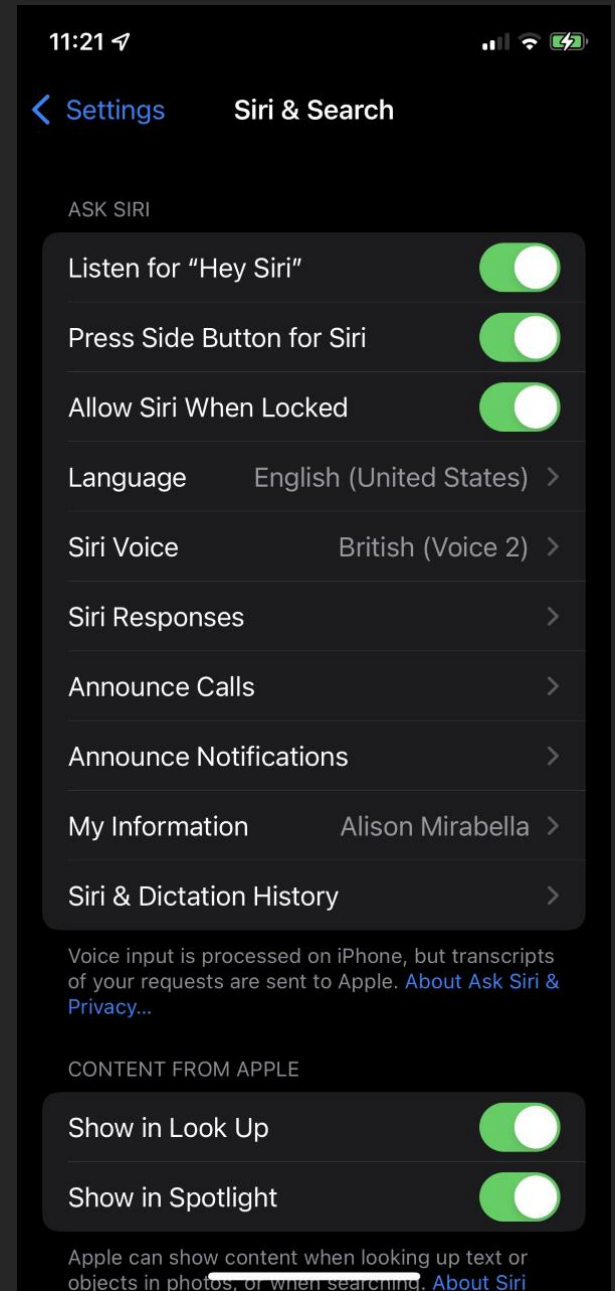 11:21
Settings
Siri & Search
ASK SIRI
Listen for “Hey Siri”
Press Side Button for Siri
Allow Siri When Locked
Language English (United States)
Siri Voice British (Voice 2)
Siri Responses
Announce Calls
Announce Notifications
My Information Alison Mirabella
Siri & Dictation History
Voice input is processed on iPhone, but transcripts
of your requests are sent to Apple. About Ask Siri &
Privacy...
CONTENT FROM APPLE
Show in Look Up
Show in Spotlight
Apple can show content when looking up text or
objects in photos, or when searching. About Siri